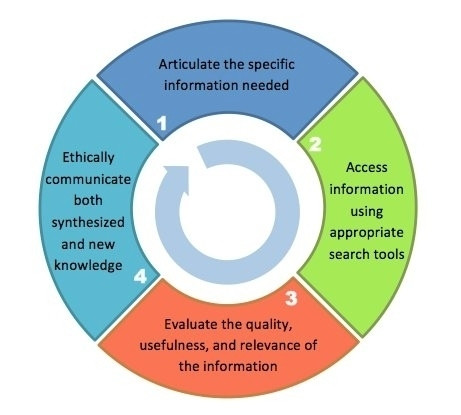 Articulate the specific
information needed
1
2
Access
information
using
appropriate
search tools
3
Evaluate the quality,
usefulness, and relevance of
the information
Ethically
communicate
both
synthesized
and new
knowledge
4